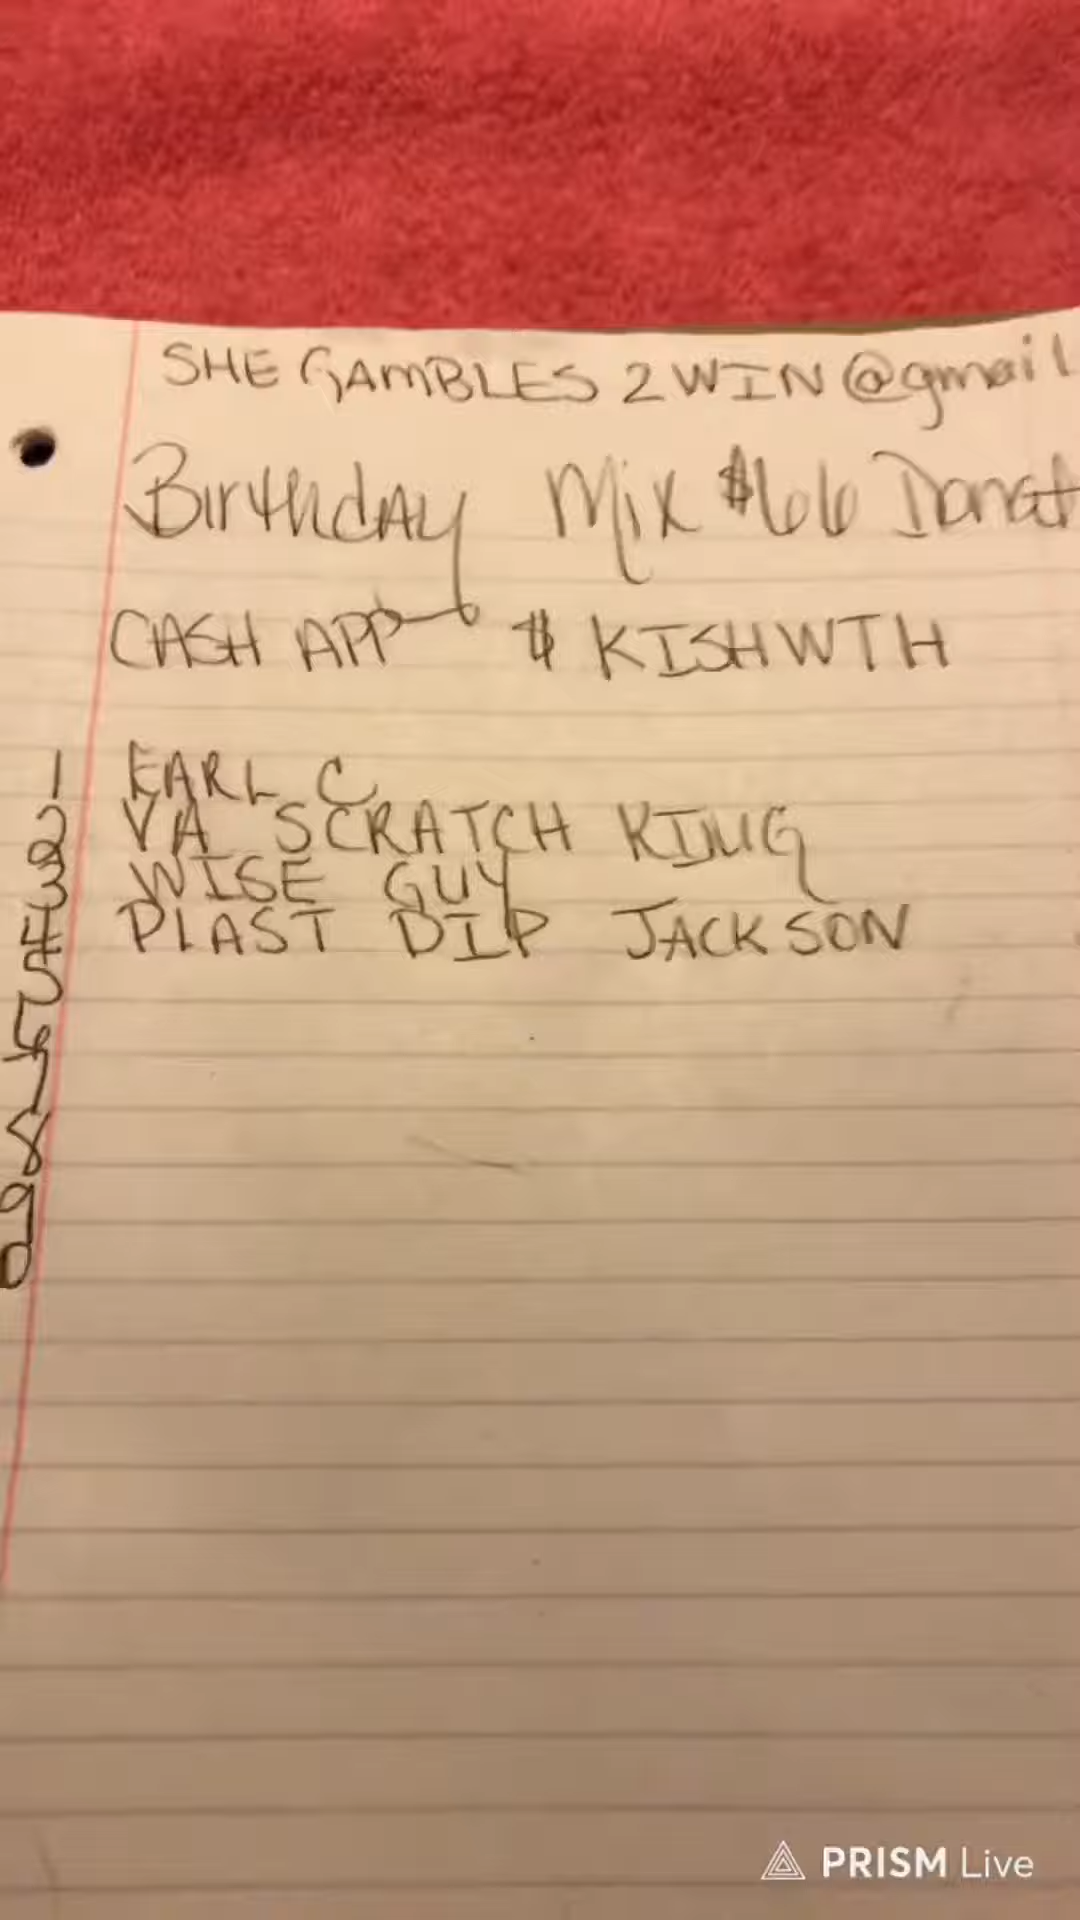 SHE GAMBLES 2 WIN @gmail
Birthday Mix $66 Donat
CASH APP $ KISHWTH
1 EARL C
2 VA SCRATCH KING
3 WISE GUY
4 PLAST DIP JACKSON
5
6
7
8
9
0
PRISM Live